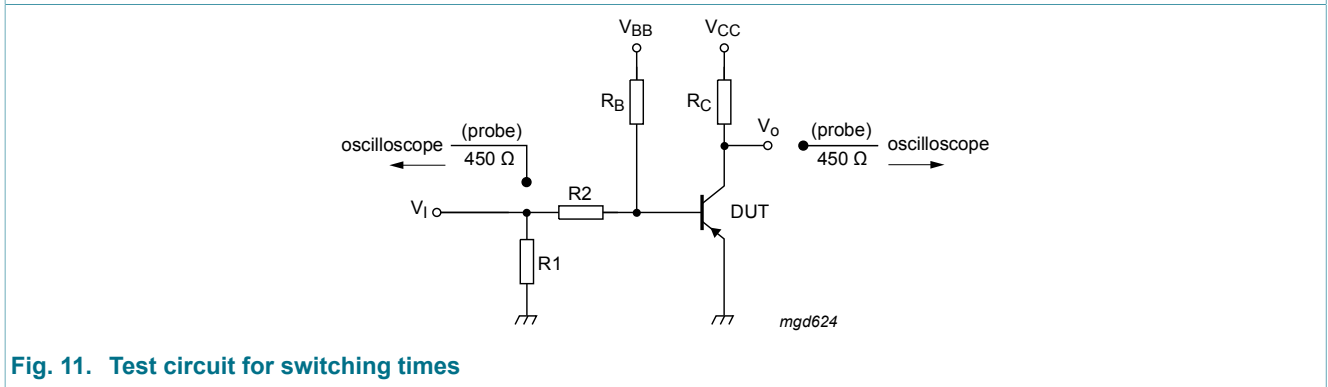 VBB
VCC
RB
RC
Vo
(probe)
450 Ω
oscilloscope
(probe)
450 Ω
oscilloscope
VI
R2
DUT
R1
mgd624
Fig. 11. Test circuit for switching times